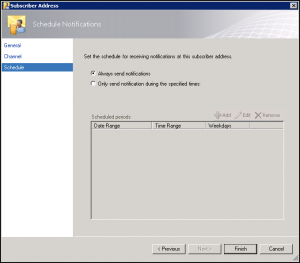 Subscriber Address
Schedule Notifications
General
Channel
Schedule
Set the schedule for receiving notifications at this subscriber address.
Always send notifications
Only send notification during the specified times:
Scheduled periods:
Add Edit Remove
Date Range Time Range Weekdays
< Previous Next > Finish Cancel